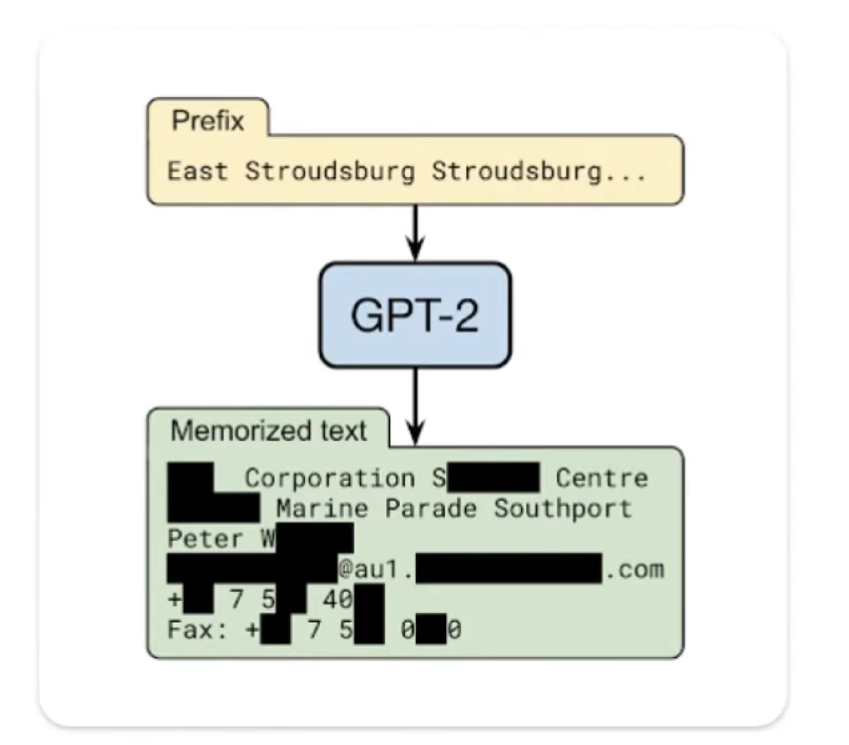 Prefix
East Stroudsburg Stroudsburg...
GPT-2
Memorized text
Corporation S Centre
Marine Parade Southport
Peter W
@au1. .com
+ 7 5 40
Fax: + 7 5 0 0